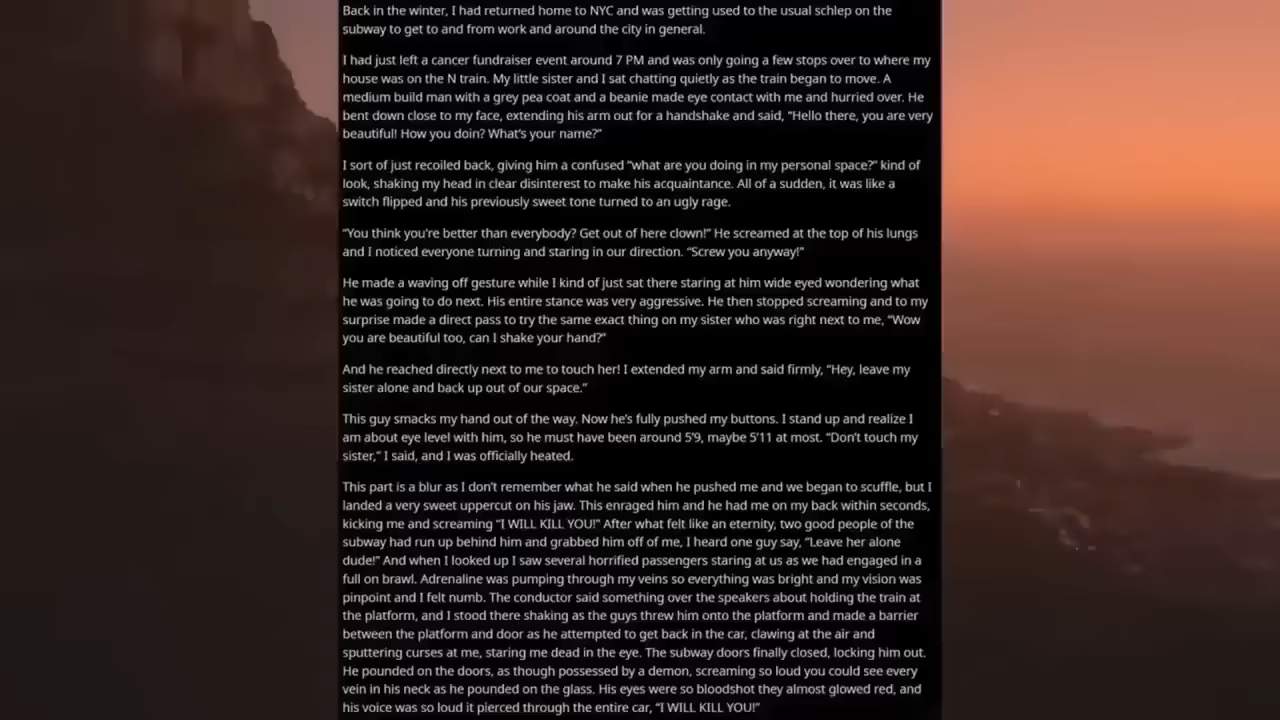 Back in the winter, I had returned home to NYC and was getting used to the usual schlep on the
subway to get to and from work and around the city in general.
I had just left a cancer fundraiser event around 7 PM and was only going a few stops over to where my
house was on the N train. My little sister and I sat chatting quietly as the train began to move. A
medium build man with a grey pea coat and a beanie made eye contact with me and hurried over. He
bent down close to my face, extending his arm out for a handshake and said, “Hello there, you are very
beautiful! How you doin? What’s your name?”
I sort of just recoiled back, giving him a confused “what are you doing in my personal space?” kind of
look, shaking my head in clear disinterest to make his acquaintance. All of a sudden, it was like a
switch flipped and his previously sweet tone turned to an ugly rage.
“You think you're better than everybody? Get out of here clown!” He screamed at the top of his lungs
and I noticed everyone turning and staring in our direction. “Screw you anyway!”
He made a waving off gesture while I kind of just sat there staring at him wide eyed wondering what
he was going to do next. His entire stance was very aggressive. He then stopped screaming and to my
surprise made a direct pass to try the same exact thing on my sister who was right next to me, “Wow
you are beautiful too, can I shake your hand?”
And he reached directly next to me to touch her! I extended my arm and said firmly, “Hey, leave my
sister alone and back up out of our space.”
This guy smacks my hand out of the way. Now he’s fully pushed my buttons. I stand up and realize I
am about eye level with him, so he must have been around 5’9, maybe 5’11 at most. “Don’t touch my
sister,” I said, and I was officially heated.
This part is a blur as I don’t remember what he said when he pushed me and we began to scuffle, but I
landed a very sweet uppercut on his jaw. This enraged him and he had me on my back within seconds,
kicking me and screaming “I WILL KILL YOU!” After what felt like an eternity, two good people of the
subway had run up behind him and grabbed him off of me, I heard one guy say, “Leave her alone
dude!” And when I looked up I saw several horrified passengers staring at us as we had engaged in a
full on brawl. Adrenaline was pumping through my veins so everything was bright and my vision was
pinpoint and I felt numb. The conductor said something over the speakers about holding the train at
the platform, and I stood there shaking as the guys threw him onto the platform and made a barrier
between the platform and door as he attempted to get back in the car, clawing at the air and
sputtering curses at me, staring me dead in the eye. The subway doors finally closed, locking him out.
He pounded on the doors, as though possessed by a demon, screaming so loud you could see every
vein in his neck as he pounded on the glass. His eyes were so bloodshot they almost glowed red, and
his voice was so loud it pierced through the entire car, “I WILL KILL YOU!”